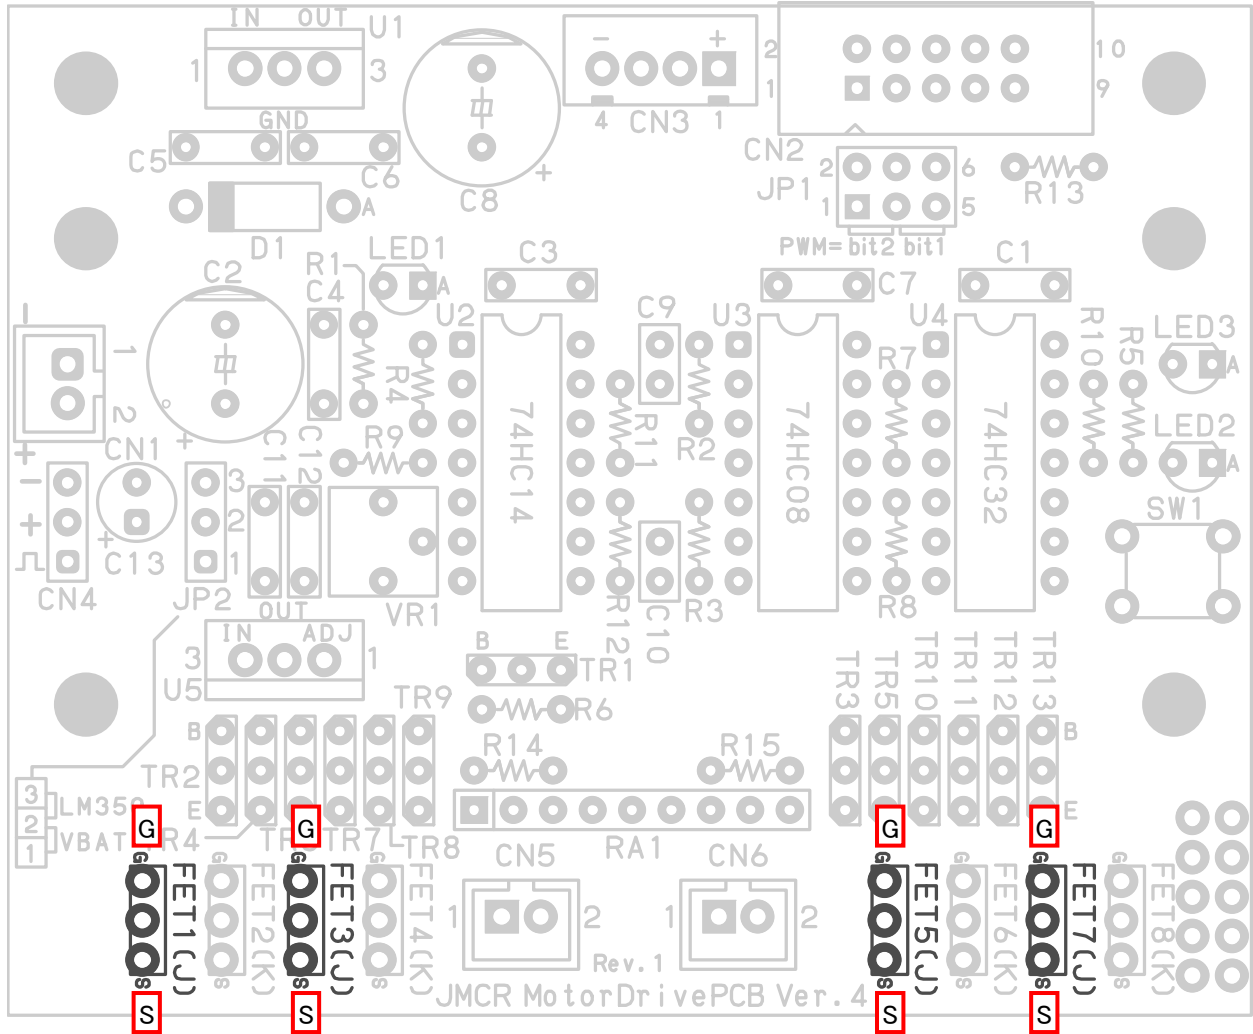 IN OUT U1
1 3
GND
C5 C6
C8
- +
4 CN3 1
2 10
1 9
CN2
JP1
2 6
1 5
PWM= bit2 bit1
R13
D1 A
C2
R1
C4
LED1
A
C3
C9
C7
C1
U2
U3
U4
R4
R9
R11
R2
R7
R10
R5
LED3
A
LED2
A
SW1
- 1
2
+
CN1
C11
C12
74HC14
74HC08
74HC32
-
+
CN4
+
C13
3
2
1
JP2
VR1
R12
C10
R3
R8
OUT
IN ADJ
3 1
U5
B E
TR1
R6
TR9
TR3
TR5
TR10
TR11
TR12
TR13
B B
TR2
E E
R14 R15
RA1
3
2
1
VBAT
TR7
TR8
G G G G
G G G G
FET1(J)
FET2(K)
FET3(J)
FET4(K)
CN5
1 2
CN6
1 2
FET5(J)
FET6(K)
FET7(J)
FET8(K)
S S S S
Rev.1
JMCR MotorDrivePCB Ver.4
S S S S